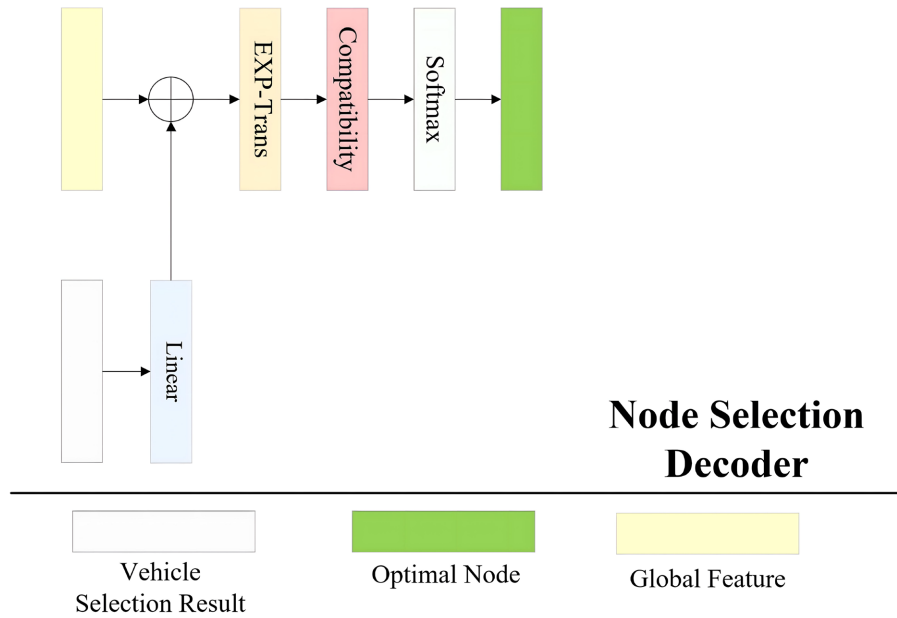 EXP-Trans
Compatibility
Softmax
Linear
Node Selection
Decoder
Vehicle
Selection Result
Optimal Node
Global Feature